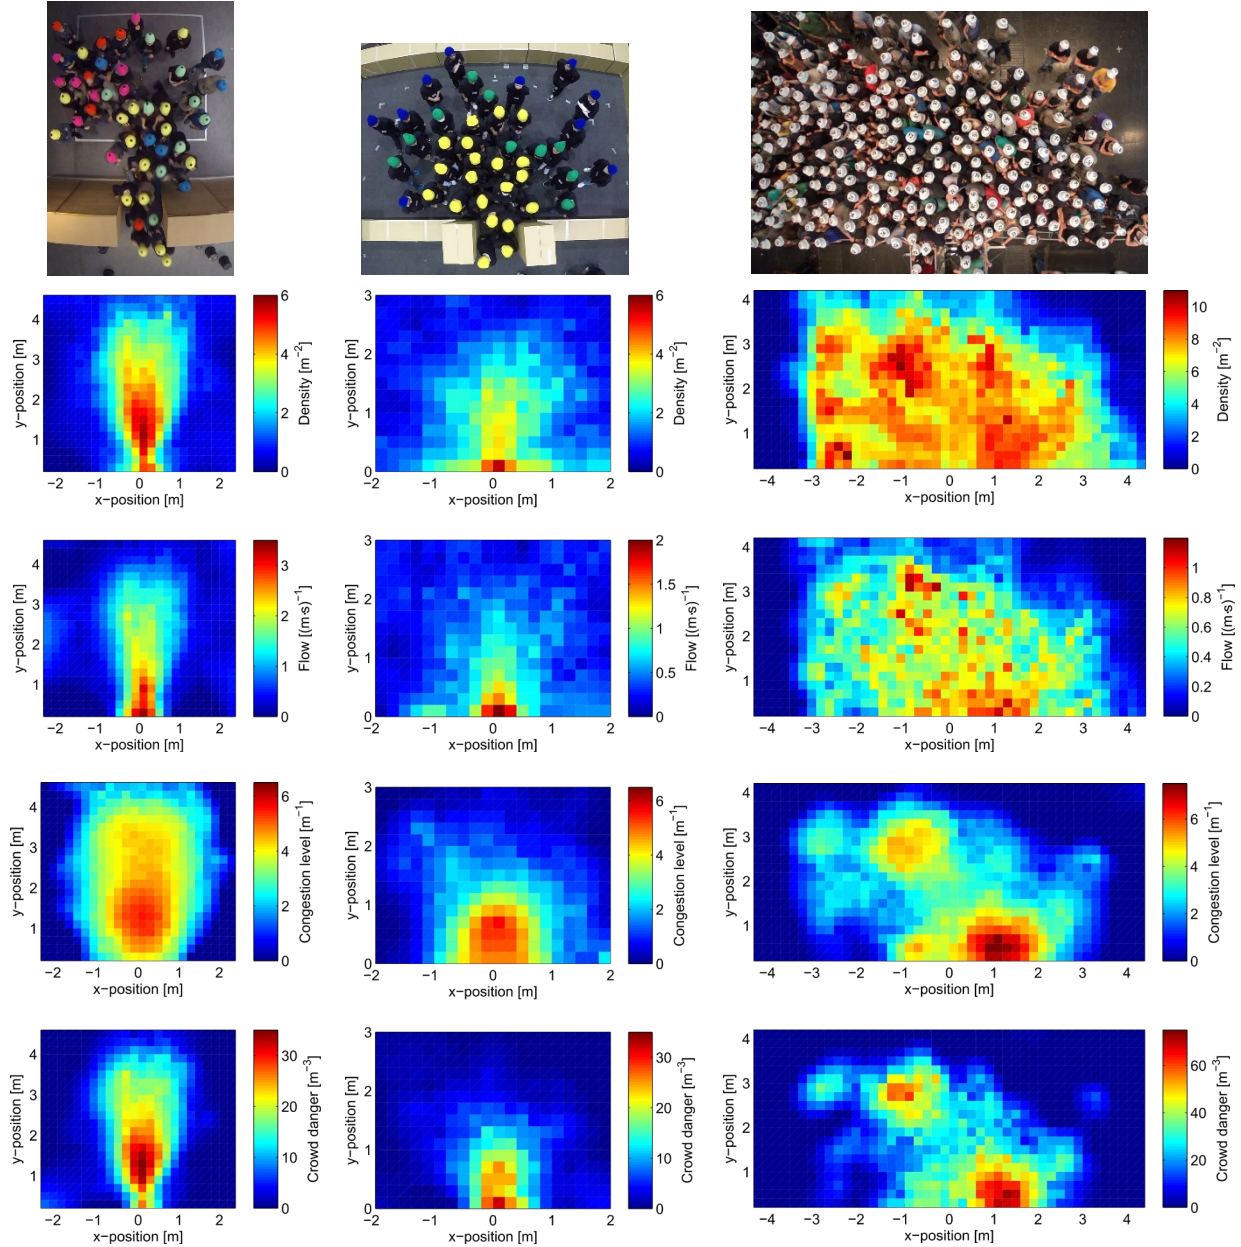 4
3
2
1
y−position [m]
−2 −1 0 1 2
x−position [m]
6
4
2
0
Density [m−2]
3
2
1
0
y−position [m]
−2 −1 0 1 2
x−position [m]
6
4
2
0
Density [m−2]
4
3
2
1
y−position [m]
−4 −3 −2 −1 0 1 2 3 4
x−position [m]
10
8
6
4
2
0
Density [m−2]
4
3
2
1
y−position [m]
−2 −1 0 1 2
x−position [m]
3
2
1
0
Flow [(m·s)−1]
3
2
1
0
y−position [m]
−2 −1 0 1 2
x−position [m]
2
1.5
1
0.5
0
Flow [(m·s)−1]
4
3
2
1
y−position [m]
−4 −3 −2 −1 0 1 2 3 4
x−position [m]
1
0.8
0.6
0.4
0.2
0
Flow [(m·s)−1]
4
3
2
1
y−position [m]
−2 −1 0 1 2
x−position [m]
6
4
2
0
Congestion level [m−1]
3
2
1
0
y−position [m]
−2 −1 0 1 2
x−position [m]
6
4
2
0
Congestion level [m−1]
4
3
2
1
y−position [m]
−4 −3 −2 −1 0 1 2 3 4
x−position [m]
6
4
2
0
Congestion level [m−1]
4
3
2
1
y−position [m]
−2 −1 0 1 2
x−position [m]
30
20
10
0
Crowd danger [m−3]
3
2
1
0
y−position [m]
−2 −1 0 1 2
x−position [m]
30
20
10
0
Crowd danger [m−3]
4
3
2
1
y−position [m]
−4 −3 −2 −1 0 1 2 3 4
x−position [m]
60
40
20
0
Crowd danger [m−3]